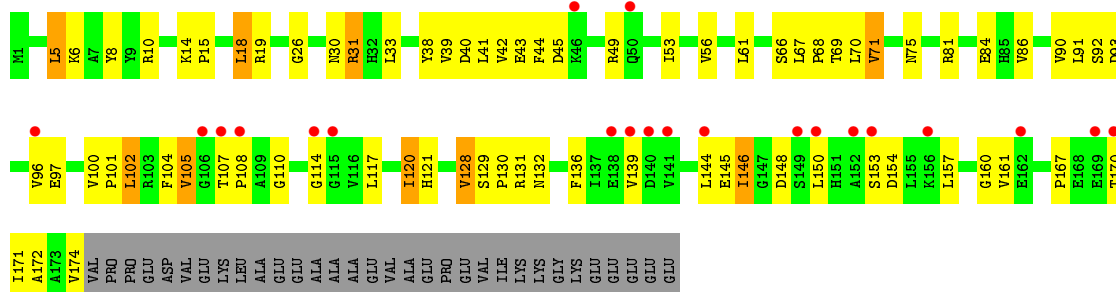 M1 L5 K6 A7 Y8 Y9 R10 K14 P15 L18 R19 G26 N30 R31 H32 L33 Y38 V39 D40 L41 V42 E43 F44 D45 K46 R49 Q50 I53 V56 L61 S66 L67 P68 T69 L70 V71 N75 R81 E84 H85 V86 V90 L91 S92 D93
V96 E97 V100 P101 L102 R103 F104 V105 G106 T107 P108 A109 G110 G114 G115 V116 L117 I120 H121 V128 S129 P130 R131 N132 F136 I137 E138 V139 D140 V141 L144 E145 I146 G147 D148 S149 L150 H151 A152 S153 D154 L155 K156 L157 G160 V161 E162 P167 E168 E169 T170
I171 A172 A173 V174 VAL PRO PRO GLU ASP VAL GLU LYS LEU ALA GLU GLU ALA ALA ALA GLU VAL ALA GLU PRO GLU VAL ILE LYS LYS GLY LYS GLU GLU GLU GLU GLU